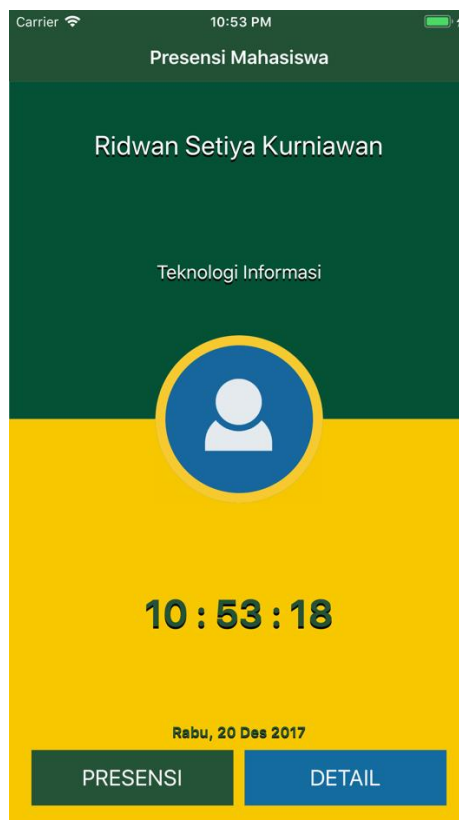 Carrier 10:53 PM
Presensi Mahasiswa
Ridwan Setiya Kurniawan
Teknologi Informasi
10 : 53 : 18
Rabu, 20 Des 2017
PRESENSI DETAIL